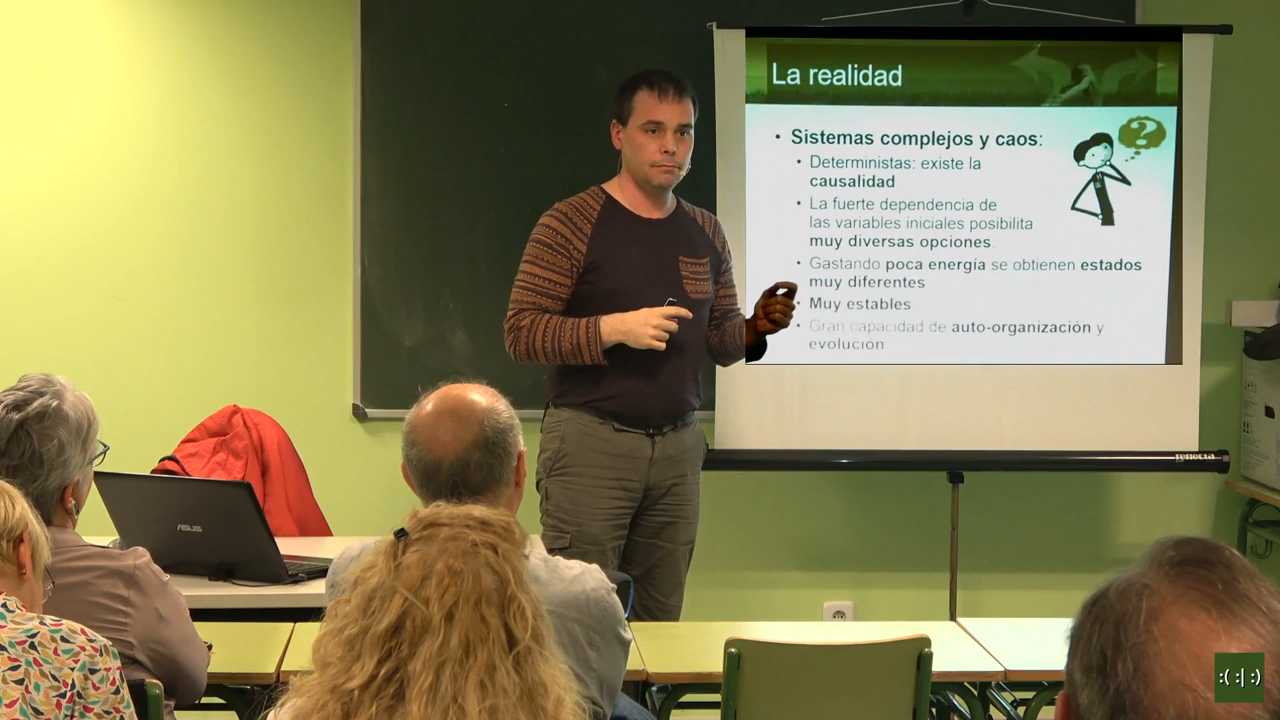 La realidad
?
• Sistemas complejos y caos:
• Deterministas: existe la
causalidad.
• La fuerte dependencia de
las variables iniciales posibilita
muy diversas opciones.
• Gastando poca energía se obtienen estados
muy diferentes
• Muy estables
• Gran capacidad de auto-organización y
evolución
ASUS
:( :| :)